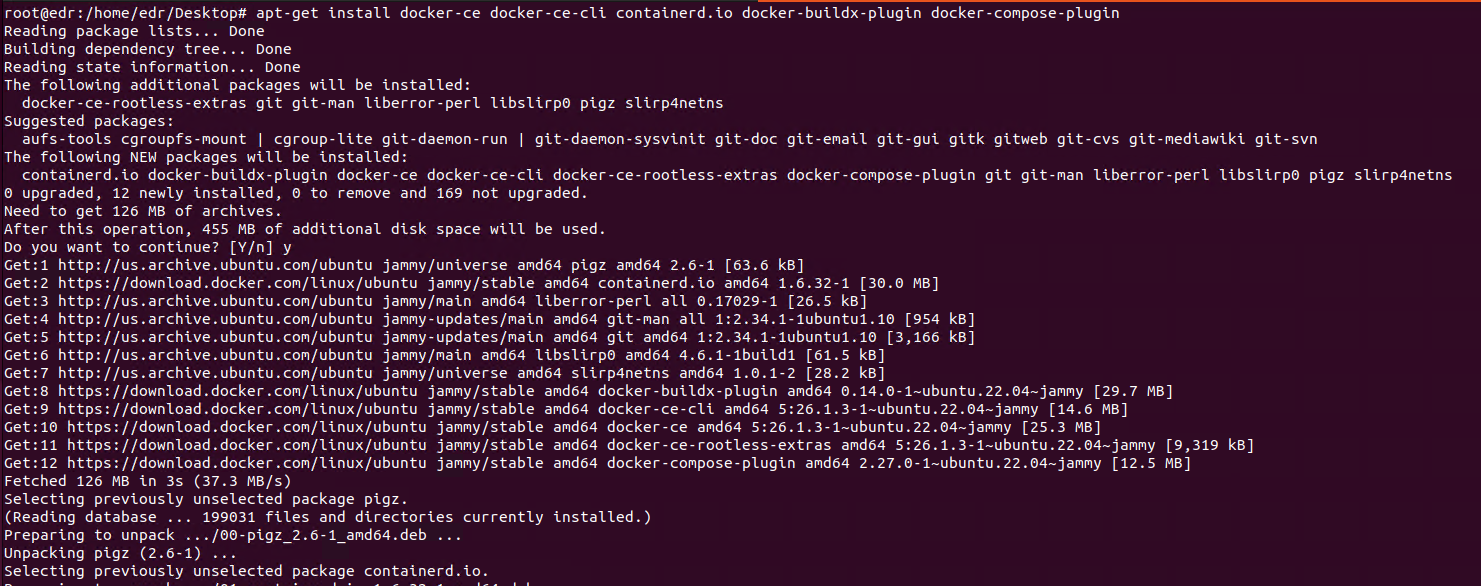 root@edr:/home/edr/Desktop# apt-get install docker-ce docker-ce-cli containerd.io docker-buildx-plugin docker-compose-plugin
Reading package lists... Done
Building dependency tree... Done
Reading state information... Done
The following additional packages will be installed:
  docker-ce-rootless-extras git git-man liberror-perl libslirp0 pigz slirp4netns
Suggested packages:
  aufs-tools cgroupfs-mount | cgroup-lite git-daemon-run | git-daemon-sysvinit git-doc git-email git-gui gitk gitweb git-cvs git-mediawiki git-svn
The following NEW packages will be installed:
  containerd.io docker-buildx-plugin docker-ce docker-ce-cli docker-ce-rootless-extras docker-compose-plugin git git-man liberror-perl libslirp0 pigz slirp4netns
0 upgraded, 12 newly installed, 0 to remove and 169 not upgraded.
Need to get 126 MB of archives.
After this operation, 455 MB of additional disk space will be used.
Do you want to continue? [Y/n] y
Get:1 http://us.archive.ubuntu.com/ubuntu jammy/universe amd64 pigz amd64 2.6-1 [63.6 kB]
Get:2 https://download.docker.com/linux/ubuntu jammy/stable amd64 containerd.io amd64 1.6.32-1 [30.0 MB]
Get:3 http://us.archive.ubuntu.com/ubuntu jammy/main amd64 liberror-perl all 0.17029-1 [26.5 kB]
Get:4 http://us.archive.ubuntu.com/ubuntu jammy-updates/main amd64 git-man all 1:2.34.1-1ubuntu1.10 [954 kB]
Get:5 http://us.archive.ubuntu.com/ubuntu jammy-updates/main amd64 git amd64 1:2.34.1-1ubuntu1.10 [3,166 kB]
Get:6 http://us.archive.ubuntu.com/ubuntu jammy/main amd64 libslirp0 amd64 4.6.1-1build1 [61.5 kB]
Get:7 http://us.archive.ubuntu.com/ubuntu jammy/universe amd64 slirp4netns amd64 1.0.1-2 [28.2 kB]
Get:8 https://download.docker.com/linux/ubuntu jammy/stable amd64 docker-buildx-plugin amd64 0.14.0-1~ubuntu.22.04~jammy [29.7 MB]
Get:9 https://download.docker.com/linux/ubuntu jammy/stable amd64 docker-ce-cli amd64 5:26.1.3-1~ubuntu.22.04~jammy [14.6 MB]
Get:10 https://download.docker.com/linux/ubuntu jammy/stable amd64 docker-ce amd64 5:26.1.3-1~ubuntu.22.04~jammy [25.3 MB]
Get:11 https://download.docker.com/linux/ubuntu jammy/stable amd64 docker-ce-rootless-extras amd64 5:26.1.3-1~ubuntu.22.04~jammy [9,319 kB]
Get:12 https://download.docker.com/linux/ubuntu jammy/stable amd64 docker-compose-plugin amd64 2.27.0-1~ubuntu.22.04~jammy [12.5 MB]
Fetched 126 MB in 3s (37.3 MB/s)
Selecting previously unselected package pigz.
(Reading database ... 199031 files and directories currently installed.)
Preparing to unpack .../00-pigz_2.6-1_amd64.deb ...
Unpacking pigz (2.6-1) ...
Selecting previously unselected package containerd.io.